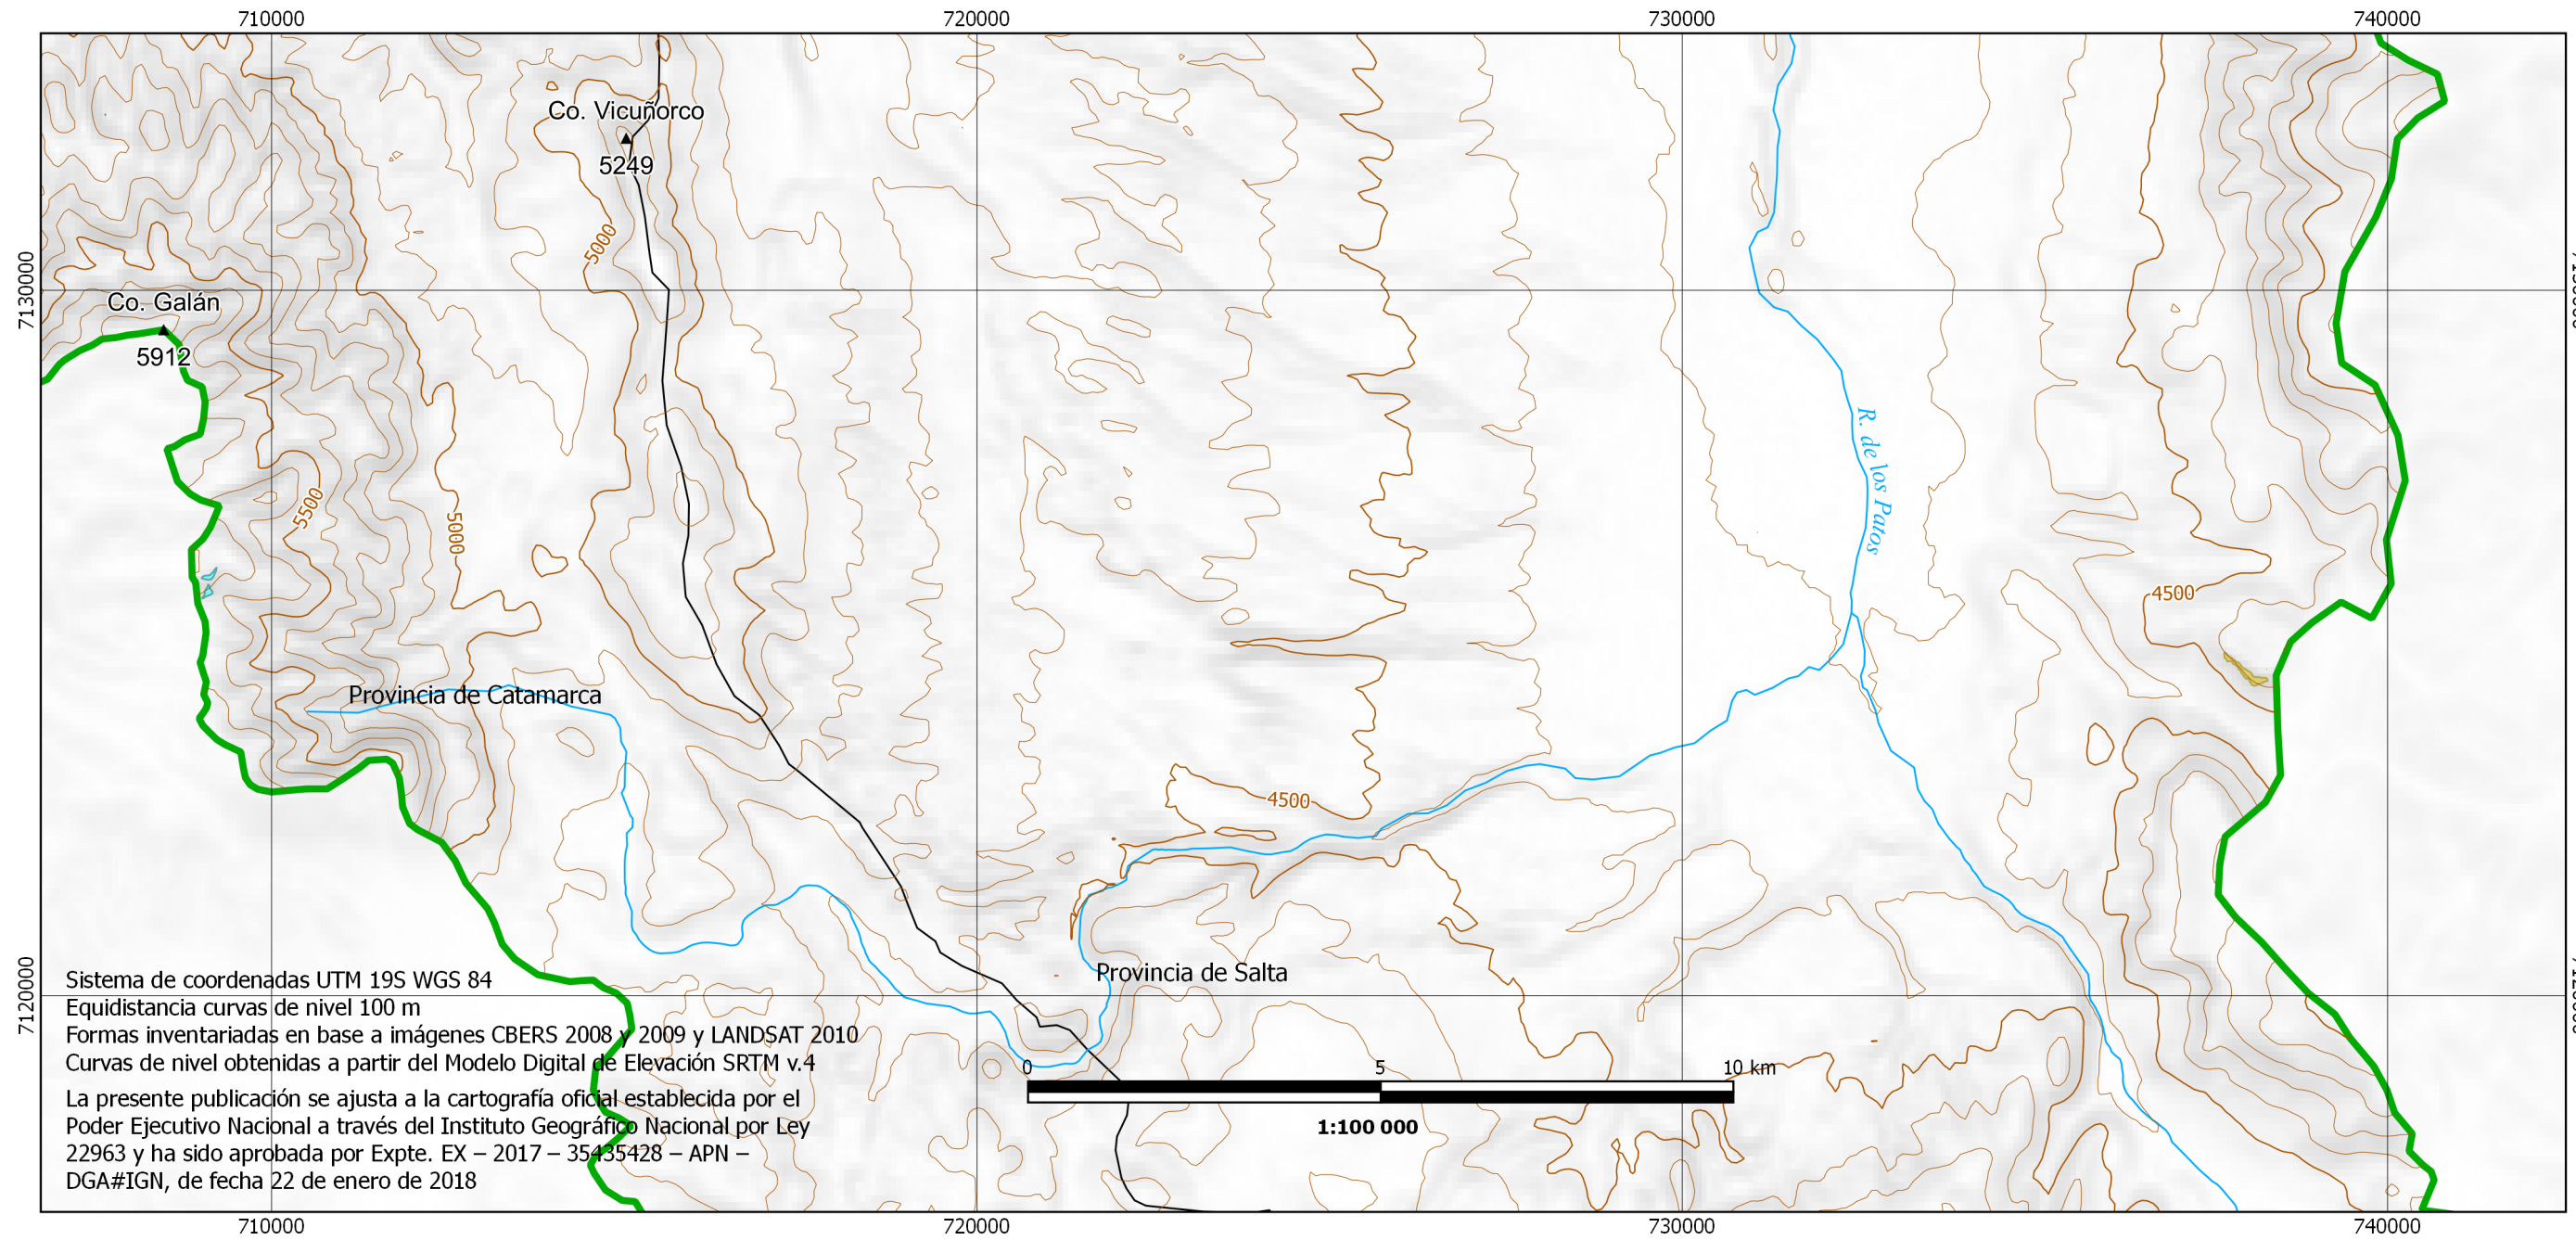 710000
720000
730000
740000
Co. Vicuñorco
5249
5000
7130000
Co. Galán
5912
R. de los Patos
5500
5000
4500
Provincia de Catamarca
4500
Provincia de Salta
7120000
Sistema de coordenadas UTM 19S WGS 84
Equidistancia curvas de nivel 100 m
Formas inventariadas en base a imágenes CBERS 2008 y 2009 y LANDSAT 2010
Curvas de nivel obtenidas a partir del Modelo Digital de Elevación SRTM v.4
La presente publicación se ajusta a la cartografía oficial establecida por el
Poder Ejecutivo Nacional a través del Instituto Geográfico Nacional por Ley
22963 y ha sido aprobada por Expte. EX – 2017 – 35435428 – APN –
DGA#IGN, de fecha 22 de enero de 2018
0 5 10 km
1:100 000
710000
720000
730000
740000